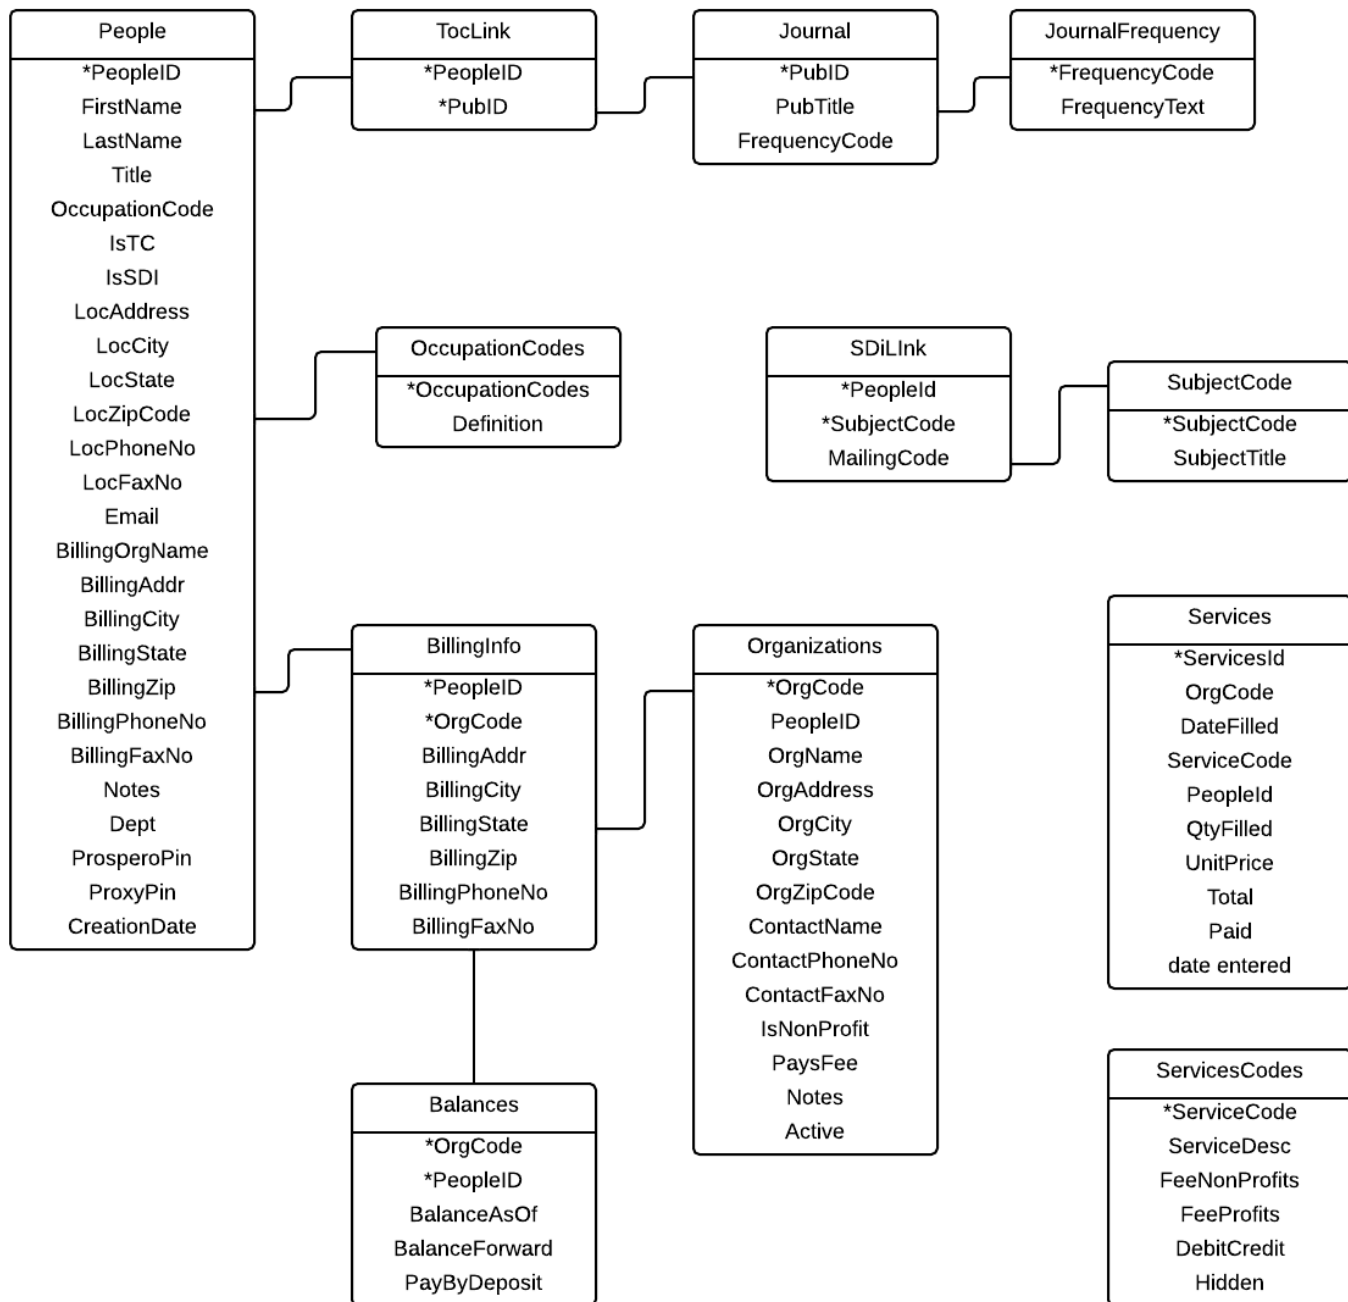 People
*PeopleID
FirstName
LastName
Title
OccupationCode
IsTC
IsSDI
LocAddress
LocCity
LocState
LocZipCode
LocPhoneNo
LocFaxNo
Email
BillingOrgName
BillingAddr
BillingCity
BillingState
BillingZip
BillingPhoneNo
BillingFaxNo
Notes
Dept
ProsperoPin
ProxyPin
CreationDate
TocLink
*PeopleID
*PubID
Journal
*PubID
PubTitle
FrequencyCode
JournalFrequency
*FrequencyCode
FrequencyText
OccupationCodes
*OccupationCodes
Definition
SDiLInk
*PeopleId
*SubjectCode
MailingCode
SubjectCode
*SubjectCode
SubjectTitle
BillingInfo
*PeopleID
*OrgCode
BillingAddr
BillingCity
BillingState
BillingZip
BillingPhoneNo
BillingFaxNo
Organizations
*OrgCode
PeopleID
OrgName
OrgAddress
OrgCity
OrgState
OrgZipCode
ContactName
ContactPhoneNo
ContactFaxNo
IsNonProfit
PaysFee
Notes
Active
Services
*ServicesId
OrgCode
DateFilled
ServiceCode
PeopleId
QtyFilled
UnitPrice
Total
Paid
date entered
Balances
*OrgCode
*PeopleID
BalanceAsOf
BalanceForward
PayByDeposit
ServicesCodes
*ServiceCode
ServiceDesc
FeeNonProfits
FeeProfits
DebitCredit
Hidden